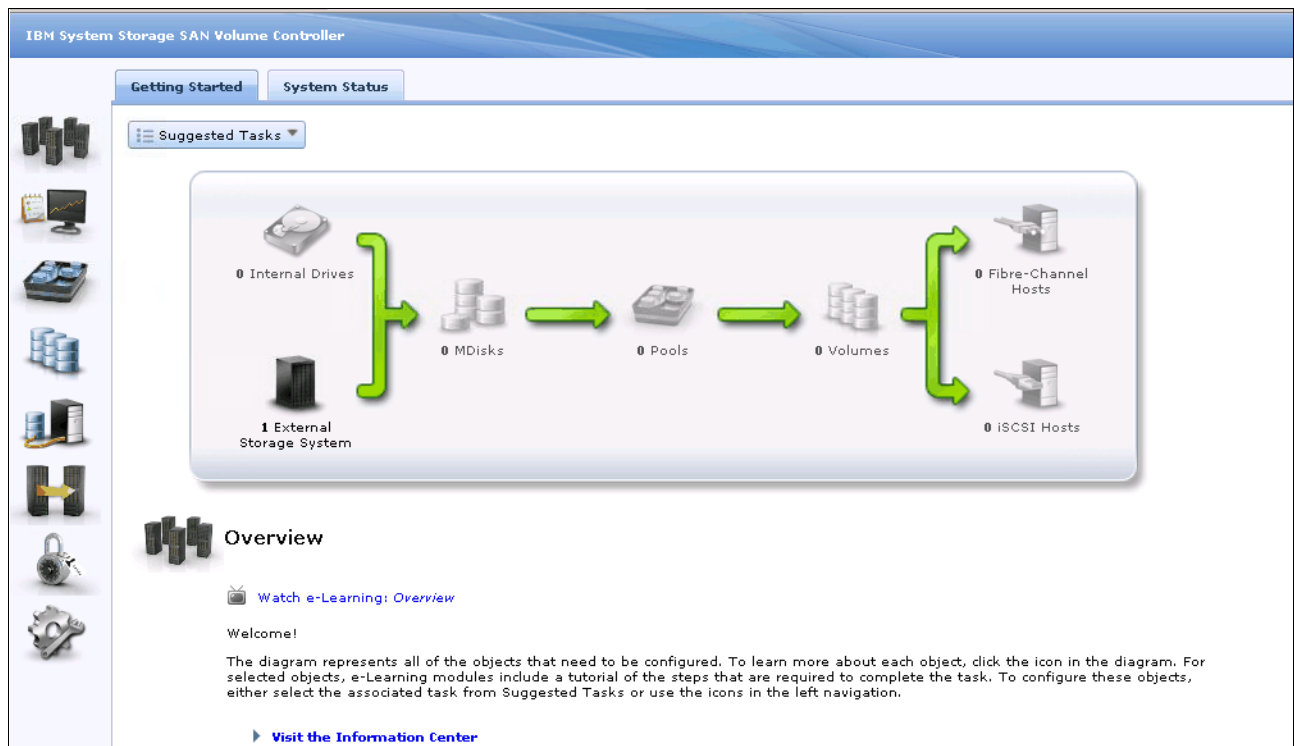 IBM System Storage SAN Volume Controller
Getting Started
System Status
Suggested Tasks
0 Internal Drives
0 MDisks
0 Pools
0 Volumes
0 Fibre-Channel
Hosts
1 External
Storage System
0 iSCSI Hosts
Overview
Watch e-Learning: Overview
Welcome!
The diagram represents all of the objects that need to be configured. To learn more about each object, click the icon in the diagram. For
selected objects, e-Learning modules include a tutorial of the steps that are required to complete the task. To configure these objects,
either select the associated task from Suggested Tasks or use the icons in the left navigation.
Visit the Information Center